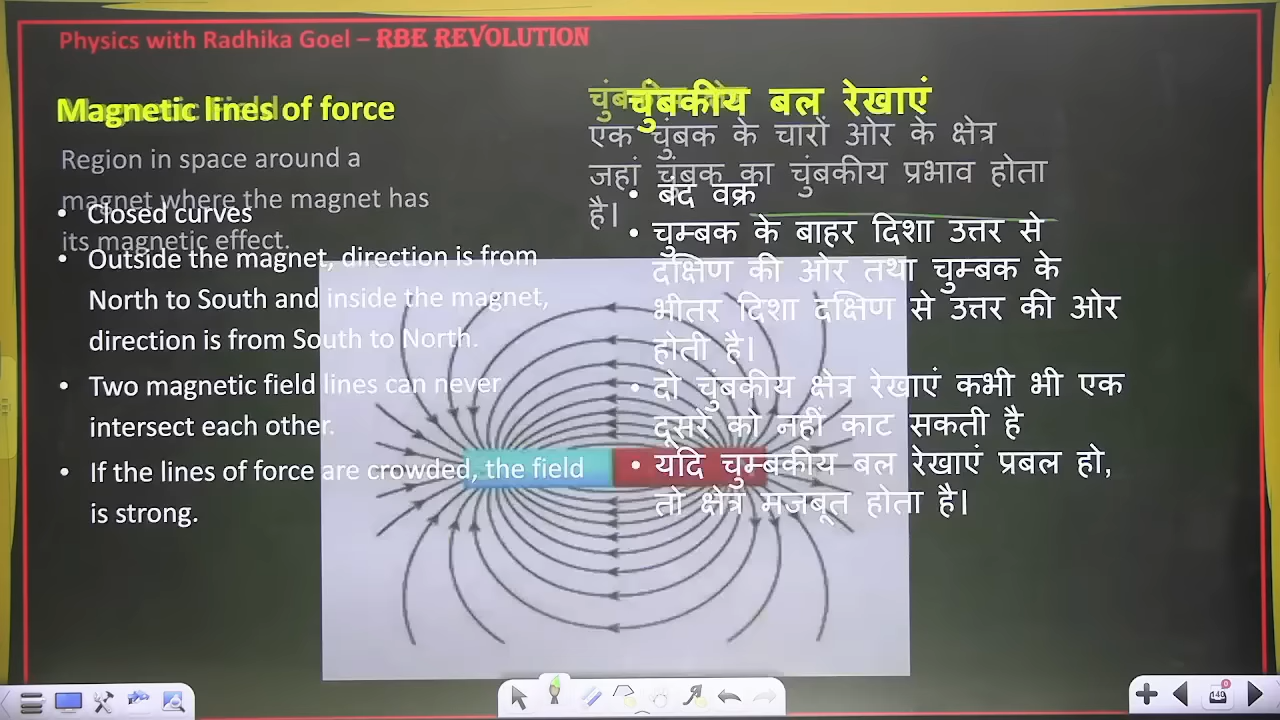 Physics with Radhika Goel – RBE REVOLUTION
Magnetic lines of force
Magnetic Field
Region in space around a
magnet where the magnet has
its magnetic effect.
• Closed curves
• Outside the magnet, direction is from
North to South and inside the magnet,
direction is from South to North.
• Two magnetic field lines can never
intersect each other.
• If the lines of force are crowded, the field
is strong.
चुंबकीय बल रेखाएं
एक चुंबक के चारों ओर के क्षेत्र
जहां चुंबक का चुंबकीय प्रभाव होता
है।
• बंद वक्र
• चुम्बक के बाहर दिशा उत्तर से
दक्षिण की ओर तथा चुम्बक के
भीतर दिशा दक्षिण से उत्तर की ओर
होती है।
• दो चुंबकीय क्षेत्र रेखाएं कभी भी एक
दूसरे को नहीं काट सकती है
• यदि चुम्बकीय बल रेखाएं प्रबल हो,
तो क्षेत्र मजबूत होता है।
149